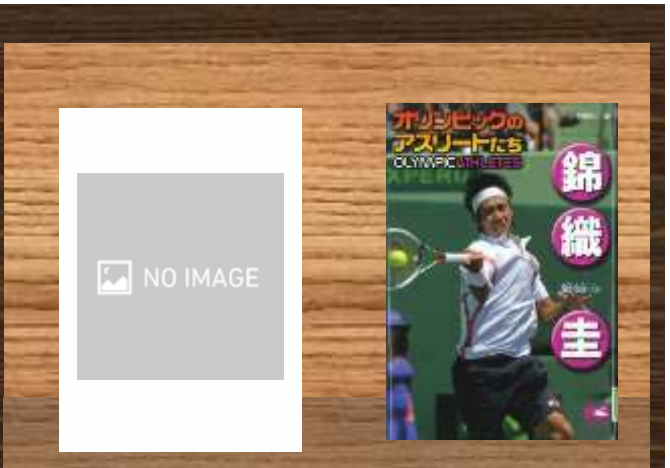 NO IMAGE
オリンピックの
アスリートたち
OLYMPIC ATHLETES
XPERI
錦織
圭